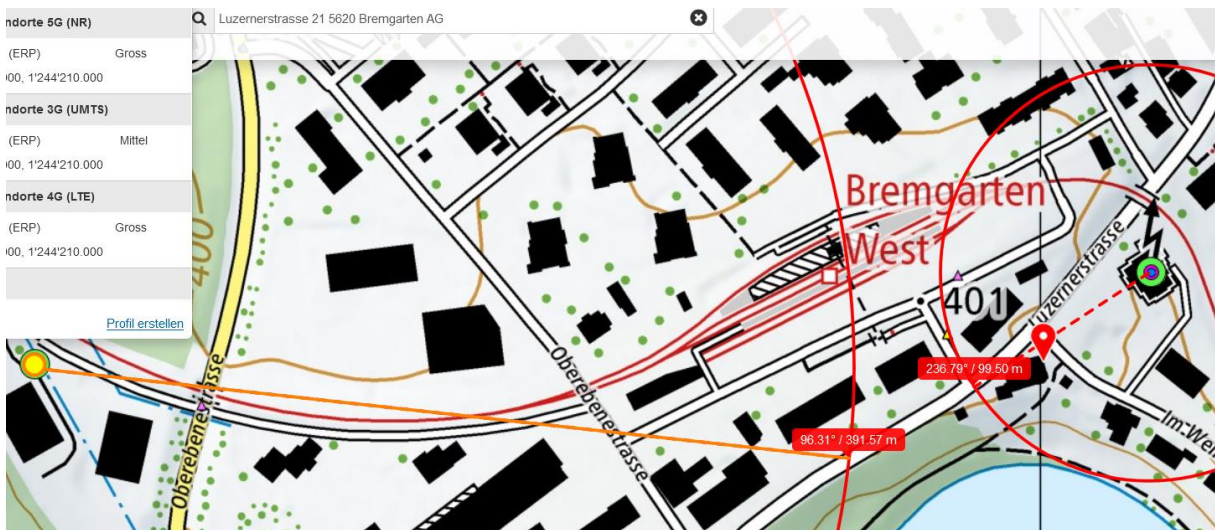 ndorte 5G (NR)
Luzernerstrasse 21 5620 Bremgarten AG
(ERP) Gross
000, 1'244'210.000
ndorte 3G (UMTS)
(ERP) Mittel
000, 1'244'210.000
ndorte 4G (LTE)
(ERP) Gross
000, 1'244'210.000
Profil erstellen
400
Bremgarten
West
401
Luzernerstrasse
236.79° / 99.50 m
96.31° / 391.57 m
Oberebenestrasse
Oberebenestrasse
Im-Wei